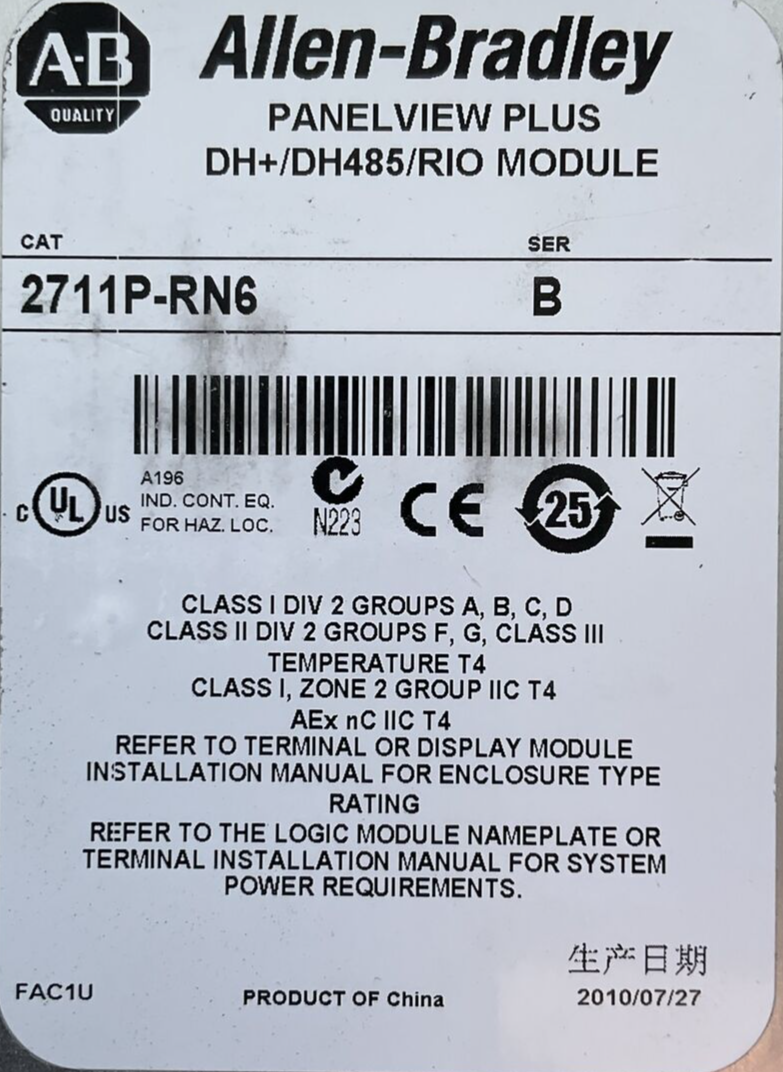 A-B
QUALITY
Allen-Bradley
PANELVIEW PLUS
DH+/DH485/RIO MODULE
CAT SER
2711P-RN6 B
C UL US
A196
IND. CONT. EQ.
FOR HAZ. LOC.
N223
CE
25
CLASS I DIV 2 GROUPS A, B, C, D
CLASS II DIV 2 GROUPS F, G, CLASS III
TEMPERATURE T4
CLASS I, ZONE 2 GROUP IIC T4
AEx nC IIC T4
REFER TO TERMINAL OR DISPLAY MODULE
INSTALLATION MANUAL FOR ENCLOSURE TYPE
RATING
REFER TO THE LOGIC MODULE NAMEPLATE OR
TERMINAL INSTALLATION MANUAL FOR SYSTEM
POWER REQUIREMENTS.
生产日期
FAC1U PRODUCT OF China 2010/07/27